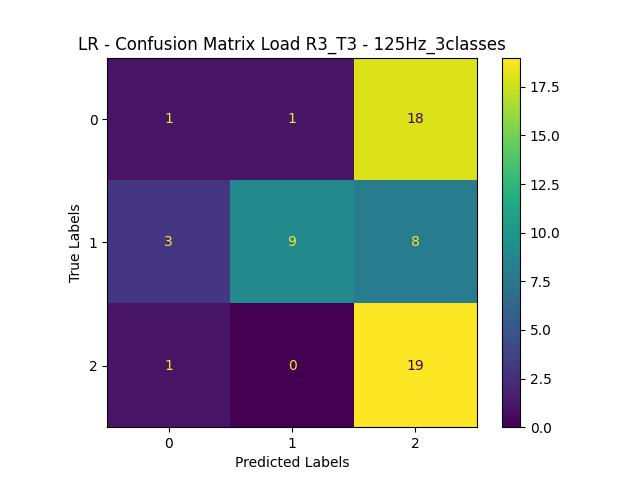 LR - Confusion Matrix Load R3_T3 - 125Hz_3classes
True Labels
0
1
2
1 1 18
3 9 8
1 0 19
0 1 2
Predicted Labels
17.5
15.0
12.5
10.0
7.5
5.0
2.5
0.0